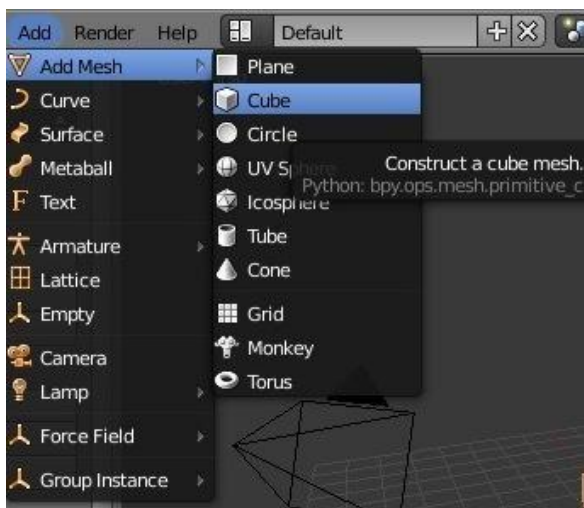 Add Render Help Default
Add Mesh
Curve
Surface
Metaball
Text
Armature
Lattice
Empty
Camera
Lamp
Force Field
Group Instance
Plane
Cube
Circle
UV Sphere
Icosphere
Tube
Cone
Grid
Monkey
Torus
Construct a cube mesh.
Python: bpy.ops.mesh.primitive_c